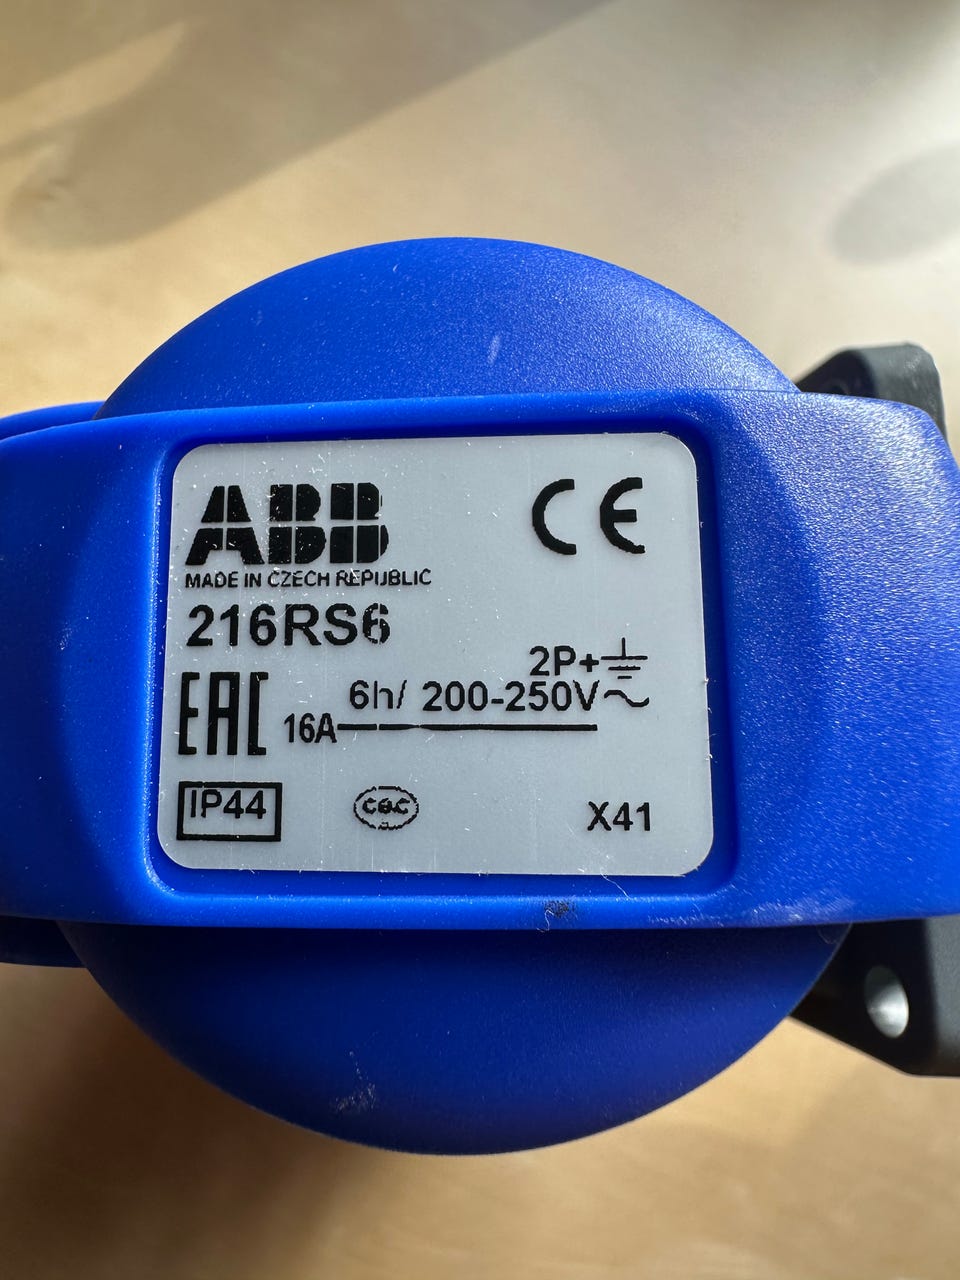 ABB
CE
MADE IN CZECH REPUBLIC
216RS6
2P+⏚
6h/ 200-250V~
EAC
16A
IP44
CQC
X41